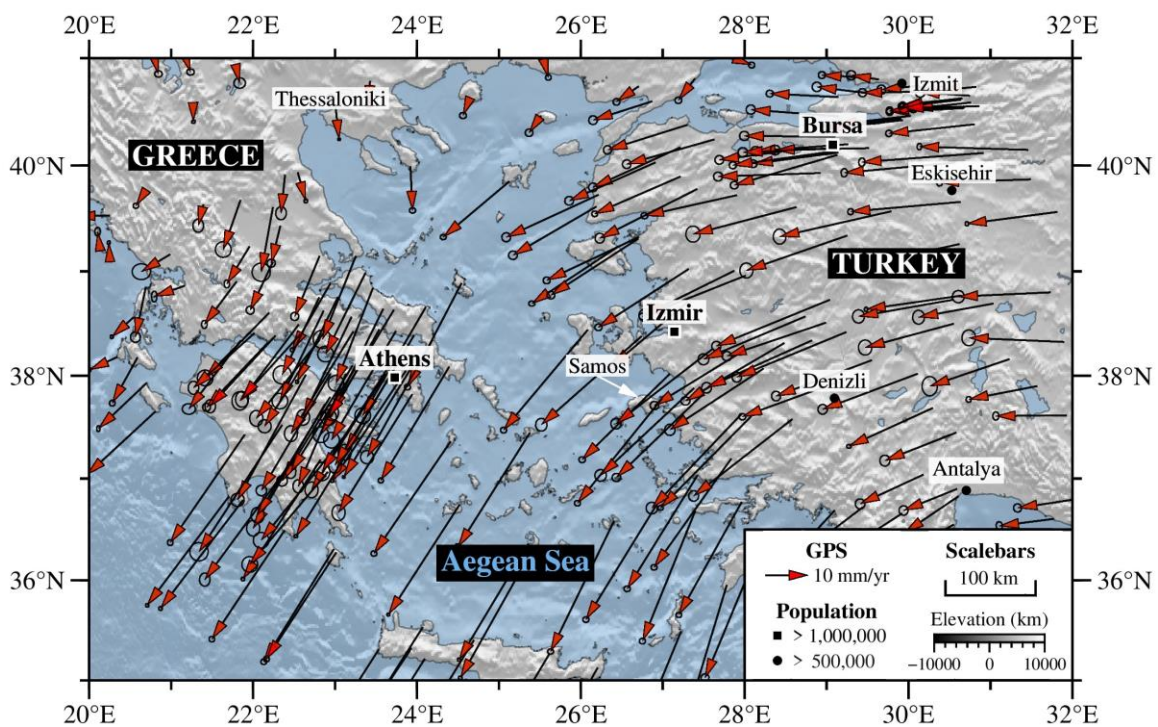 20°E 22°E 24°E 26°E 28°E 30°E 32°E
Izmit
Thessaloniki
Bursa
GREECE
40°N 40°N
Eskisehir
TURKEY
Izmir
Athens
Samos
38°N 38°N
Denizli
Antalya
GPS Scalebars
Aegean Sea
10 mm/yr 100 km
36°N 36°N
Population Elevation (km)
> 1,000,000
> 500,000 −10000 0 10000
20°E 22°E 24°E 26°E 28°E 30°E 32°E